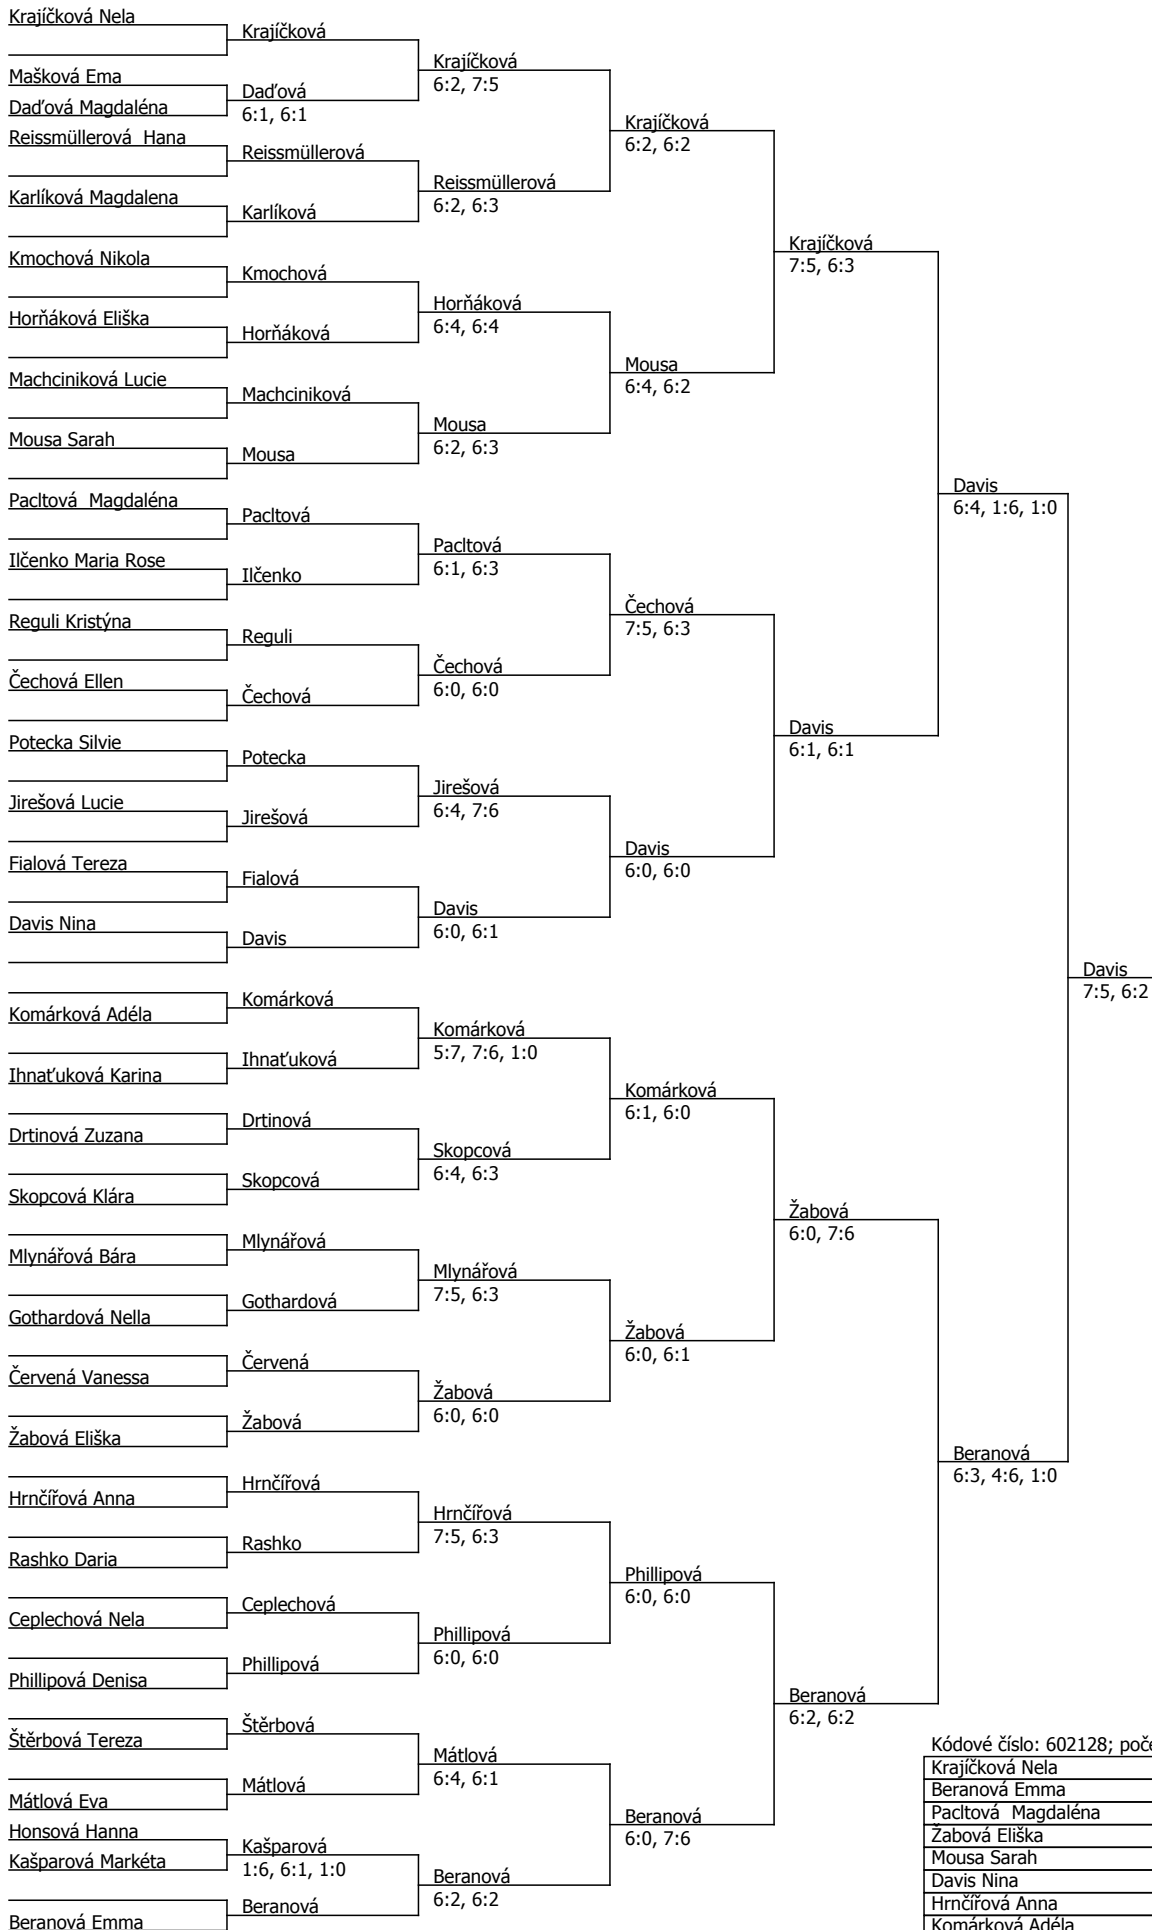 Krajíčková Nela
Mašková Ema
Daďová Magdaléna
Reissmüllerová  Hana
Karlíková Magdalena
Kmochová Nikola
Horňáková Eliška
Machciniková Lucie
Mousa Sarah
Pacltová  Magdaléna
Ilčenko Maria Rose
Reguli Kristýna
Čechová Ellen
Potecka Silvie
Jirešová Lucie
Fialová Tereza
Davis Nina
Komárková Adéla
Ihnaťuková Karina
Drtinová Zuzana
Skopcová Klára
Mlynářová Bára
Gothardová Nella
Červená Vanessa
Žabová Eliška
Hrnčířová Anna
Rashko Daria
Ceplechová Nela
Phillipová Denisa
Štěrbová Tereza
Mátlová Eva
Honsová Hanna
Kašparová Markéta
Beranová Emma
Krajíčková
Daďová
6:1, 6:1
Reissmüllerová
Karlíková
Kmochová
Horňáková
Machciniková
Mousa
Pacltová
Ilčenko
Reguli
Čechová
Potecka
Jirešová
Fialová
Davis
Komárková
Ihnaťuková
Drtinová
Skopcová
Mlynářová
Gothardová
Červená
Žabová
Hrnčířová
Rashko
Ceplechová
Phillipová
Štěrbová
Mátlová
Kašparová
1:6, 6:1, 1:0
Beranová
Krajíčková
6:2, 7:5
Reissmüllerová
6:2, 6:3
Horňáková
6:4, 6:4
Mousa
6:2, 6:3
Pacltová
6:1, 6:3
Čechová
6:0, 6:0
Jirešová
6:4, 7:6
Davis
6:0, 6:1
Komárková
5:7, 7:6, 1:0
Skopcová
6:4, 6:3
Mlynářová
7:5, 6:3
Žabová
6:0, 6:0
Hrnčířová
7:5, 6:3
Phillipová
6:0, 6:0
Mátlová
6:4, 6:1
Beranová
6:2, 6:2
Krajíčková
6:2, 6:2
Mousa
6:4, 6:2
Čechová
7:5, 6:3
Davis
6:0, 6:0
Komárková
6:1, 6:0
Žabová
6:0, 6:1
Phillipová
6:0, 6:0
Beranová
6:0, 7:6
Krajíčková
7:5, 6:3
Davis
6:1, 6:1
Žabová
6:0, 7:6
Beranová
6:2, 6:2
Davis
6:4, 1:6, 1:0
Beranová
6:3, 4:6, 1:0
Davis
7:5, 6:2
Kódové číslo: 602128; poče
Krajíčková Nela
Beranová Emma
Pacltová  Magdaléna
Žabová Eliška
Mousa Sarah
Davis Nina
Hrnčířová Anna
Komárková Adéla